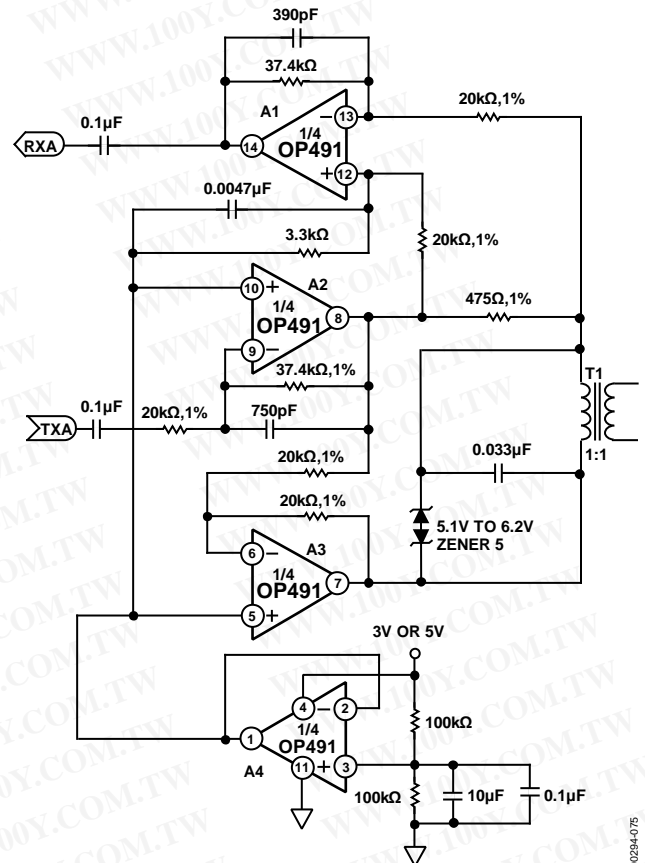 390pF
37.4kΩ
A1
20kΩ,1%
0.1µF
−
13
1/4
OP491
14
RXA
+
12
0.0047µF
3.3kΩ
20kΩ,1%
10
+
A2
1/4
OP491
8
475Ω,1%
9
−
37.4kΩ,1%
T1
TXA
0.1µF
20kΩ,1%
750pF
1:1
0.033µF
20kΩ,1%
20kΩ,1%
5.1V TO 6.2V
ZENER 5
6
−
A3
1/4
OP491
7
5
+
3V OR 5V
4
−
2
1
1/4
OP491
100kΩ
A4
11
+
3
100kΩ
10µF
0.1µF
00294-075
WWW.100Y.COM.TW